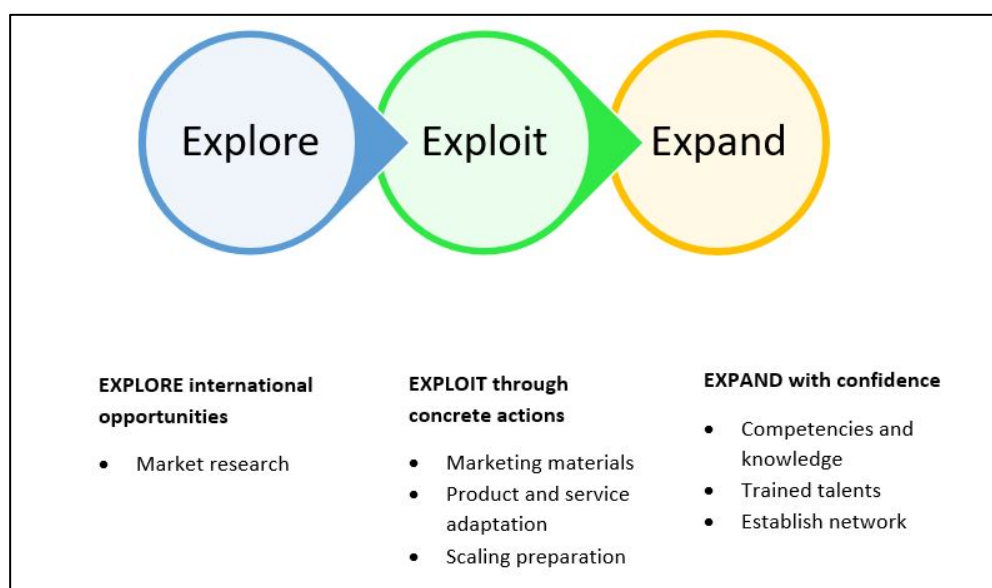 Explore
Exploit
Expand
EXPLORE international
opportunities
• Market research
EXPLOIT through
concrete actions
• Marketing materials
• Product and service
adaptation
• Scaling preparation
EXPAND with confidence
• Competencies and
knowledge
• Trained talents
• Establish network